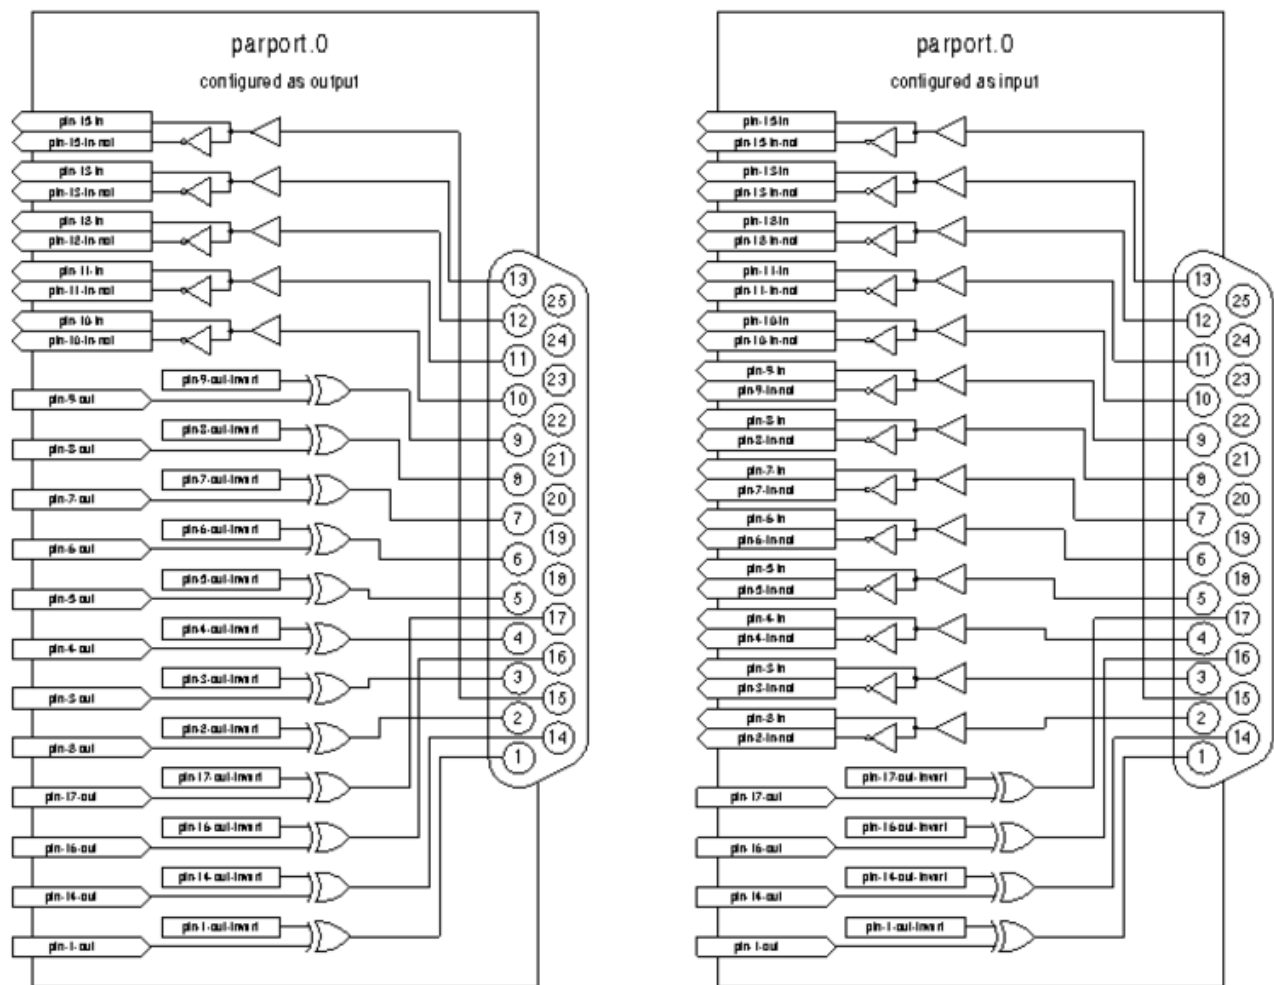 parport.0
configured as output
pin-15-in
pin-15-in-not
pin-13-in
pin-13-in-not
pin-12-in
pin-12-in-not
pin-11-in
pin-11-in-not
pin-10-in
pin-10-in-not
pin-9-out-invert
pin-9-out
pin-8-out-invert
pin-8-out
pin-7-out-invert
pin-7-out
pin-6-out-invert
pin-6-out
pin-5-out-invert
pin-5-out
pin-4-out-invert
pin-4-out
pin-3-out-invert
pin-3-out
pin-2-out-invert
pin-2-out
pin-17-out-invert
pin-17-out
pin-16-out-invert
pin-16-out
pin-14-out-invert
pin-14-out
pin-1-out-invert
pin-1-out
13
25
12
24
11
23
10
22
9
21
8
20
7
19
6
18
5
17
4
16
3
15
2
14
1
parport.0
configured as input
pin-15-in
pin-15-in-not
pin-13-in
pin-13-in-not
pin-12-in
pin-12-in-not
pin-11-in
pin-11-in-not
pin-10-in
pin-10-in-not
pin-9-in
pin-9-in-not
pin-8-in
pin-8-in-not
pin-7-in
pin-7-in-not
pin-6-in
pin-6-in-not
pin-5-in
pin-5-in-not
pin-4-in
pin-4-in-not
pin-3-in
pin-3-in-not
pin-2-in
pin-2-in-not
pin-17-out-invert
pin-17-out
pin-16-out-invert
pin-16-out
pin-14-out-invert
pin-14-out
pin-1-out-invert
pin-1-out
13
25
12
24
11
23
10
22
9
21
8
20
7
19
6
18
5
17
4
16
3
15
2
14
1